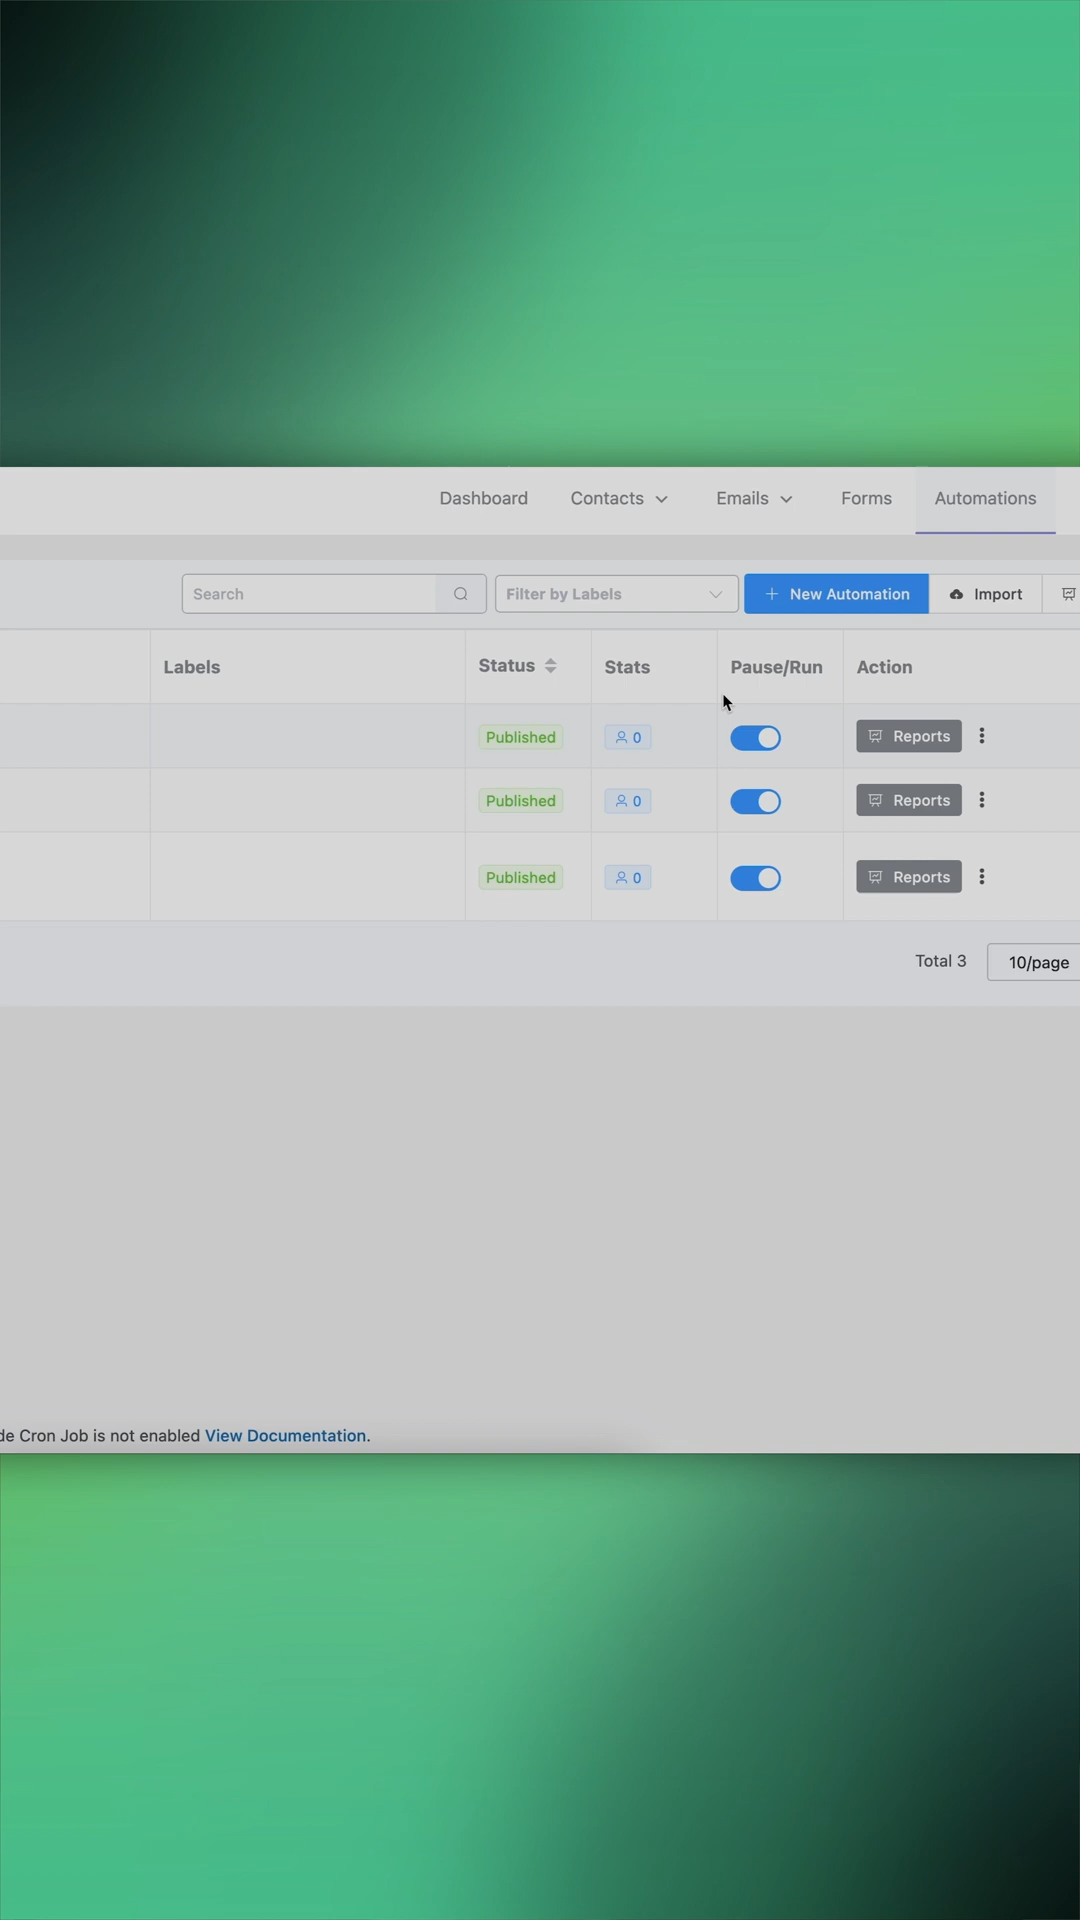 Dashboard Contacts Emails Forms Automations
Search Filter by Labels + New Automation Import
Labels Status Stats Pause/Run Action
Published 0 Reports
Published 0 Reports
Published 0 Reports
Total 3 10/page
de Cron Job is not enabled View Documentation.